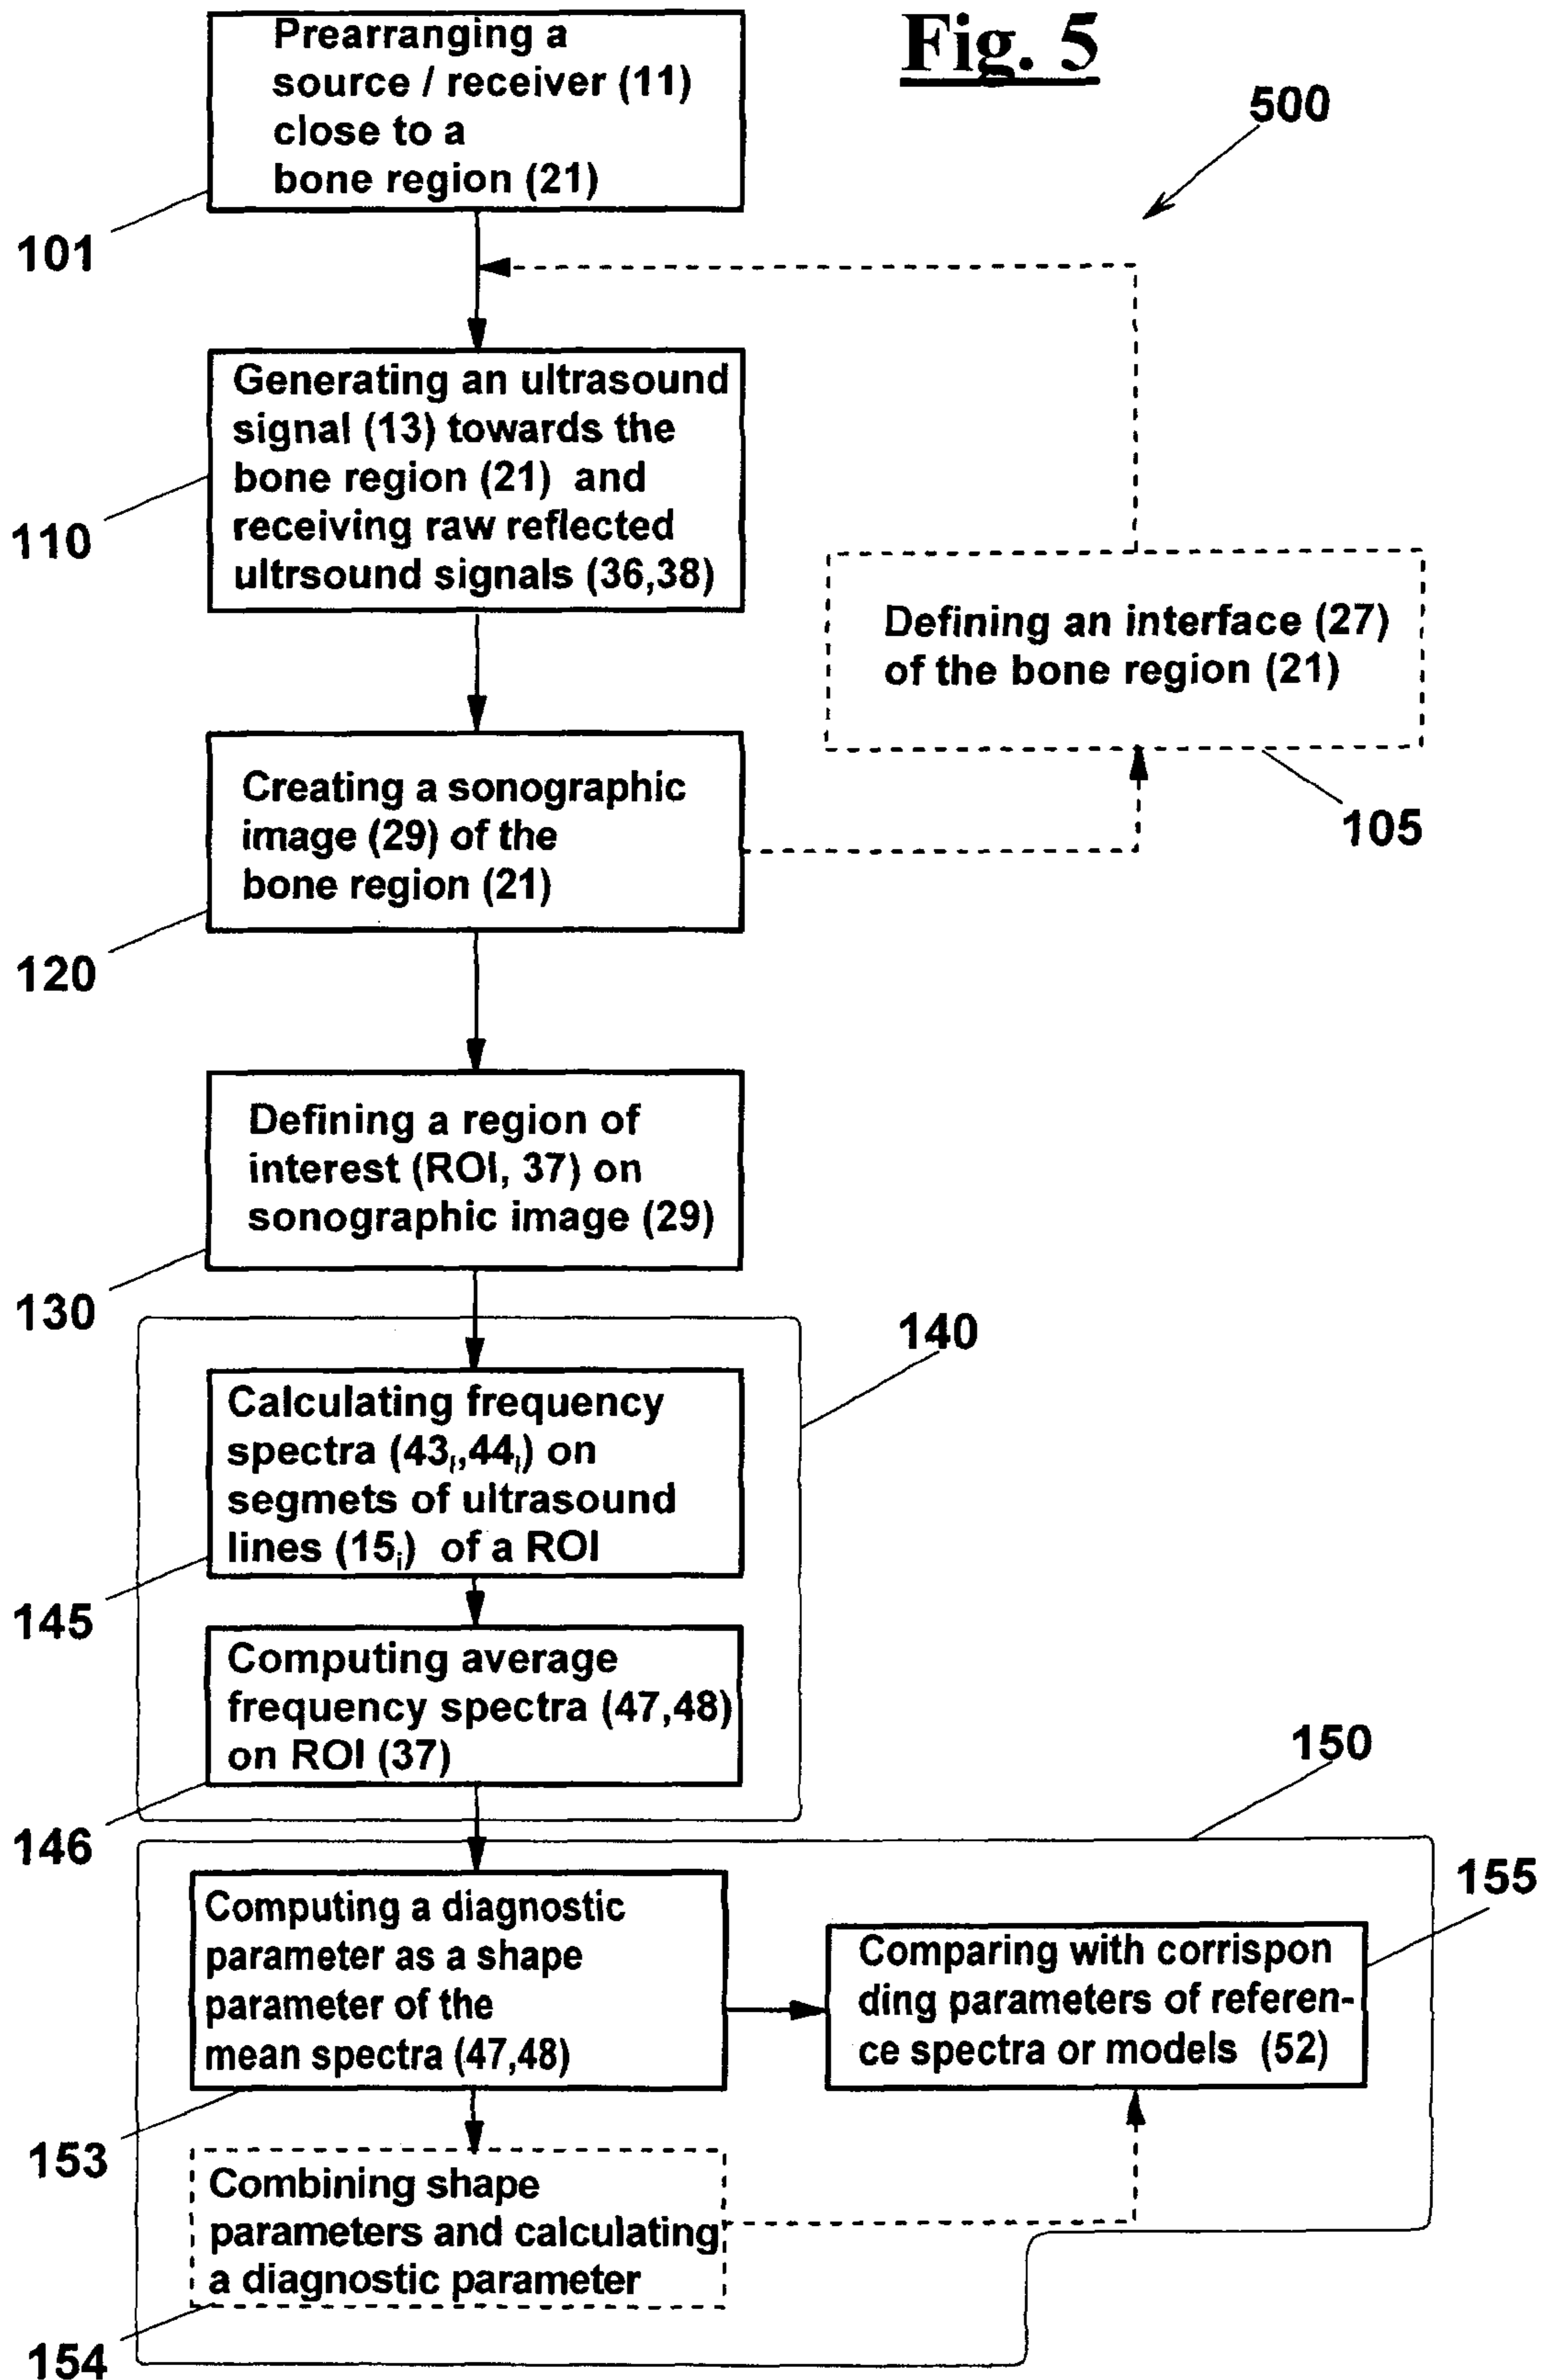 Fig. 5
500
Prearranging a
source / receiver (11)
close to a
bone region (21)
101
Generating an ultrasound
signal (13) towards the
bone region (21) and
receiving raw reflected
ultrsound signals (36,38)
110
Defining an interface (27)
of the bone region (21)
105
Creating a sonographic
image (29) of the
bone region (21)
120
Defining a region of
interest (ROI, 37) on
sonographic image (29)
130
140
Calculating frequency
spectra (43i,44i) on
segmets of ultrasound
lines (15i) of a ROI
145
Computing average
frequency spectra (47,48)
on ROI (37)
146
150
Computing a diagnostic
parameter as a shape
parameter of the
mean spectra (47,48)
153
155
Comparing with corrispon
ding parameters of referen-
ce spectra or models (52)
Combining shape
parameters and calculating
a diagnostic parameter
154